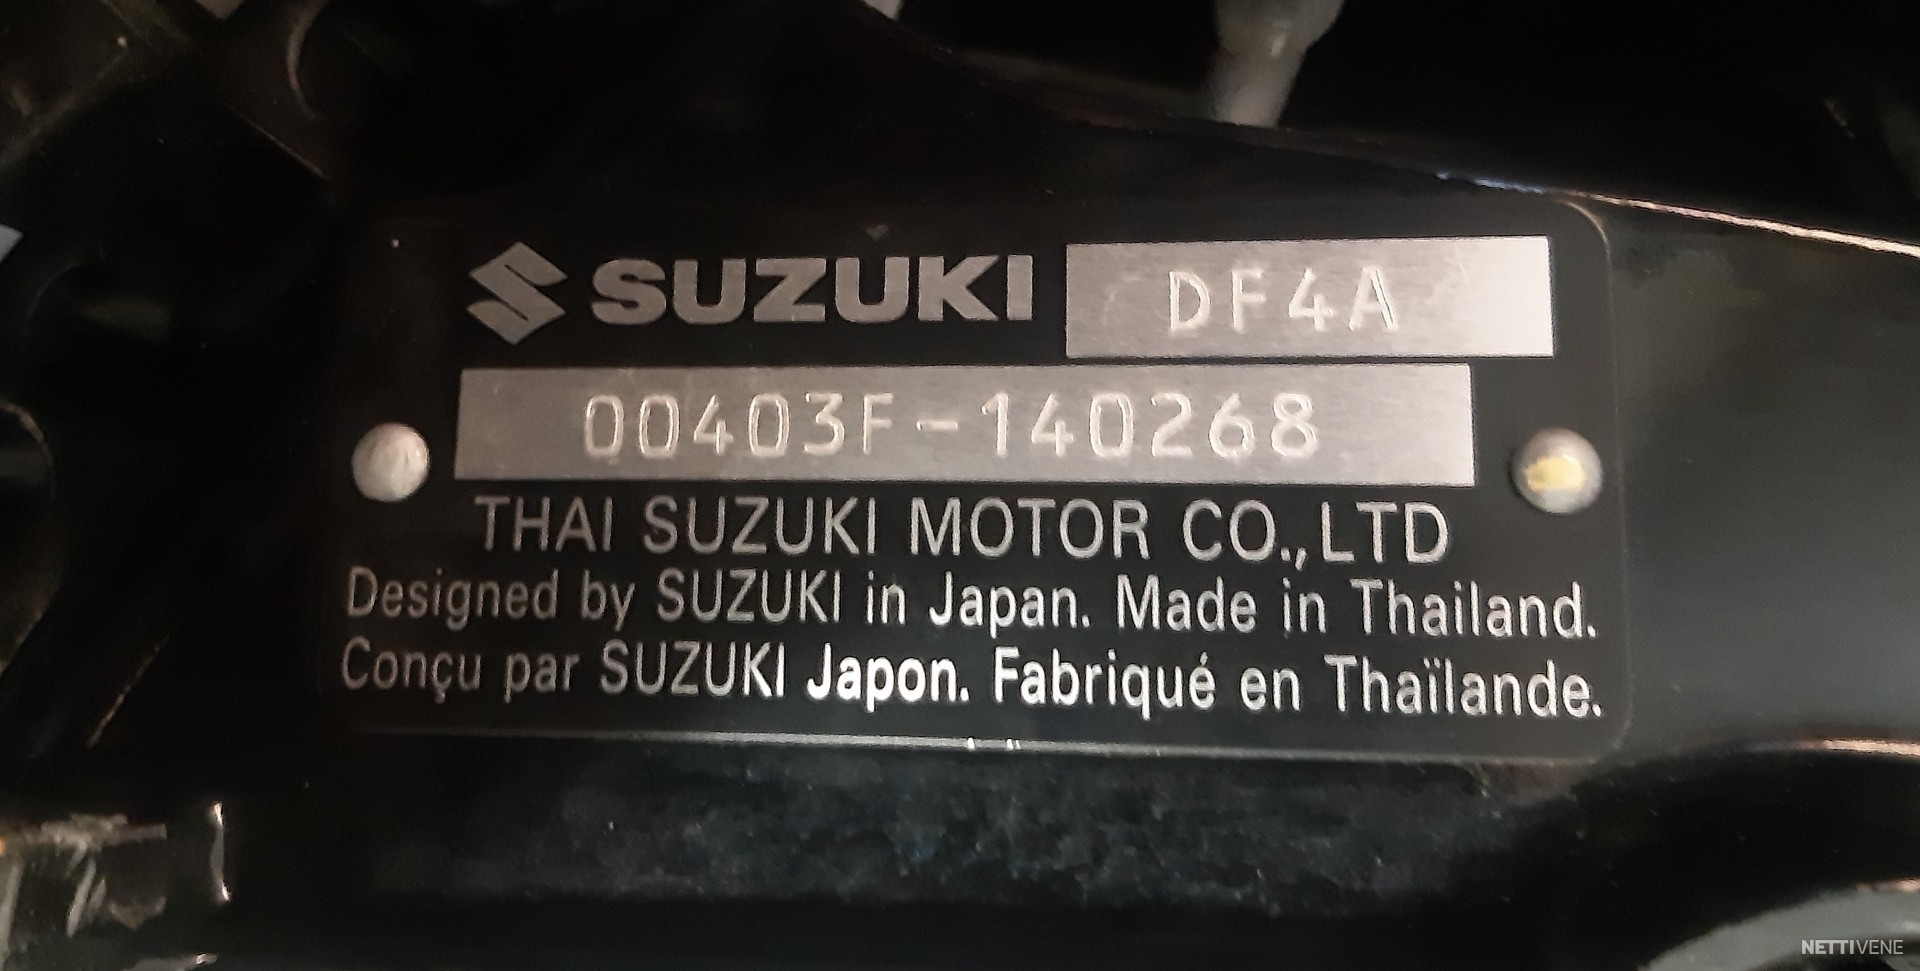 SUZUKI DF4A
00403F-140268
THAI SUZUKI MOTOR CO.,LTD
Designed by SUZUKI in Japan. Made in Thailand.
Conçu par SUZUKI Japon. Fabriqué en Thaïlande.
NETTIVENE